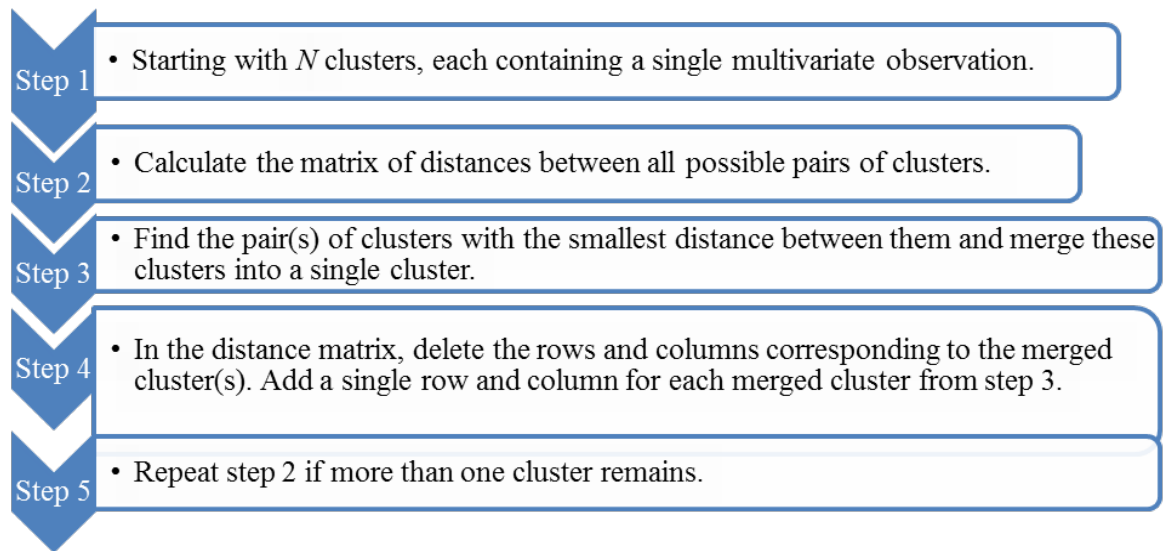 Step 1
• Starting with N clusters, each containing a single multivariate observation.
Step 2
• Calculate the matrix of distances between all possible pairs of clusters.
Step 3
• Find the pair(s) of clusters with the smallest distance between them and merge these
clusters into a single cluster.
Step 4
• In the distance matrix, delete the rows and columns corresponding to the merged
cluster(s). Add a single row and column for each merged cluster from step 3.
Step 5
• Repeat step 2 if more than one cluster remains.